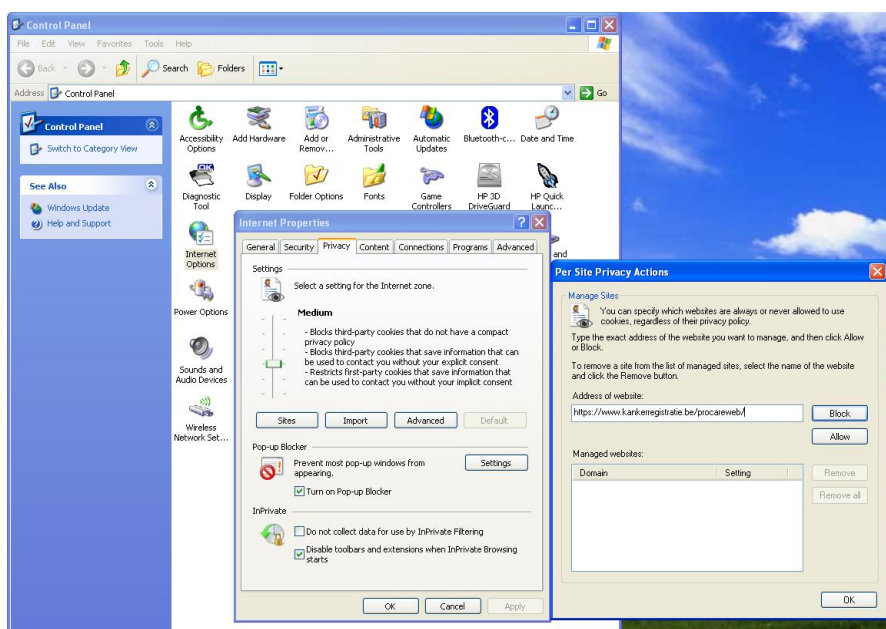 Control Panel
File Edit View Favorites Tools Help
Back Search Folders
Address Control Panel Go
Control Panel
Switch to Category View
See Also
Windows Update
Help and Support
Accessibility Options
Add Hardware
Add or Remov...
Administrative Tools
Automatic Updates
Bluetooth-c...
Date and Time
Diagnostic Tool
Display
Folder Options
Fonts
Game Controllers
HP 3D DriveGuard
HP Quick Launc...
Internet Options
and
Power Options
Sounds and Audio Devices
Wireless Network Set...
Internet Properties
General Security Privacy Content Connections Programs Advanced
Settings
Select a setting for the Internet zone.
Medium
- Blocks third-party cookies that do not have a compact
privacy policy
- Blocks third-party cookies that save information that can
be used to contact you without your explicit consent
- Restricts first-party cookies that save information that
can be used to contact you without your implicit consent
Sites Import Advanced Default
Pop-up Blocker
Prevent most pop-up windows from
appearing.
Settings
Turn on Pop-up Blocker
InPrivate
Do not collect data for use by InPrivate Filtering
Disable toolbars and extensions when InPrivate Browsing
starts
OK Cancel Apply
Per Site Privacy Actions
Manage Sites
You can specify which websites are always or never allowed to use
cookies, regardless of their privacy policy.
Type the exact address of the website you want to manage, and then click Allow
or Block.
To remove a site from the list of managed sites, select the name of the website
and click the Remove button.
Address of website:
https://www.kankerregistratie.be/procareweb/
Block
Allow
Managed websites:
Domain Setting
Remove
Remove all
OK